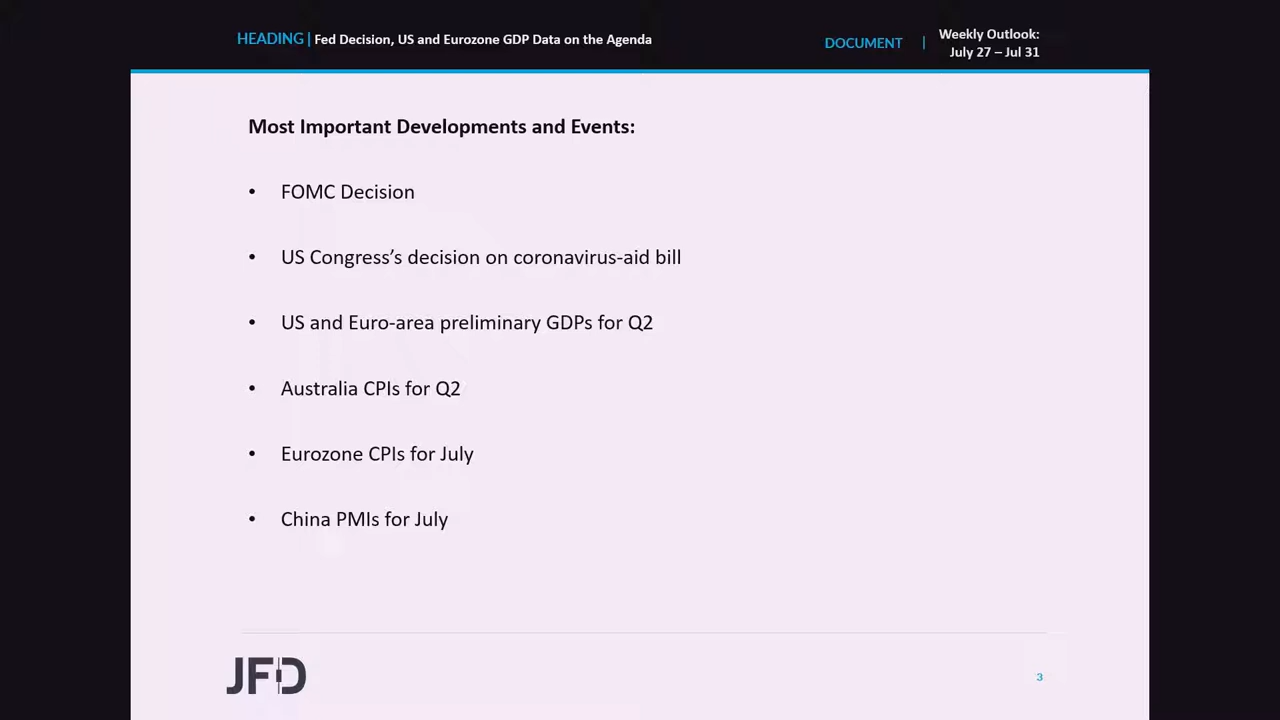 HEADING | Fed Decision, US and Eurozone GDP Data on the Agenda
DOCUMENT | Weekly Outlook:
July 27 – Jul 31
Most Important Developments and Events:
• FOMC Decision
• US Congress’s decision on coronavirus-aid bill
• US and Euro-area preliminary GDPs for Q2
• Australia CPIs for Q2
• Eurozone CPIs for July
• China PMIs for July
JFD
3